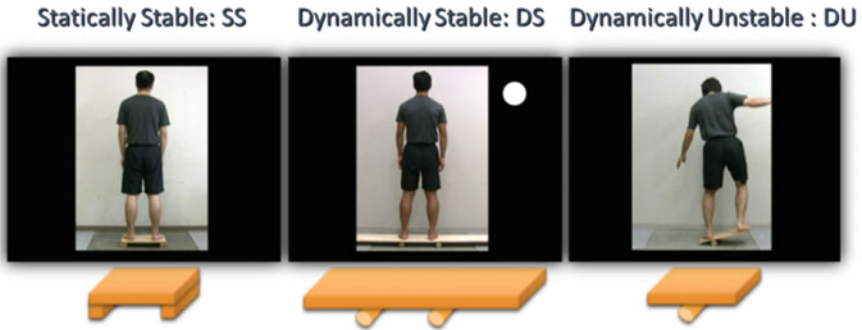 Statically Stable: SS
Dynamically Stable: DS
Dynamically Unstable : DU